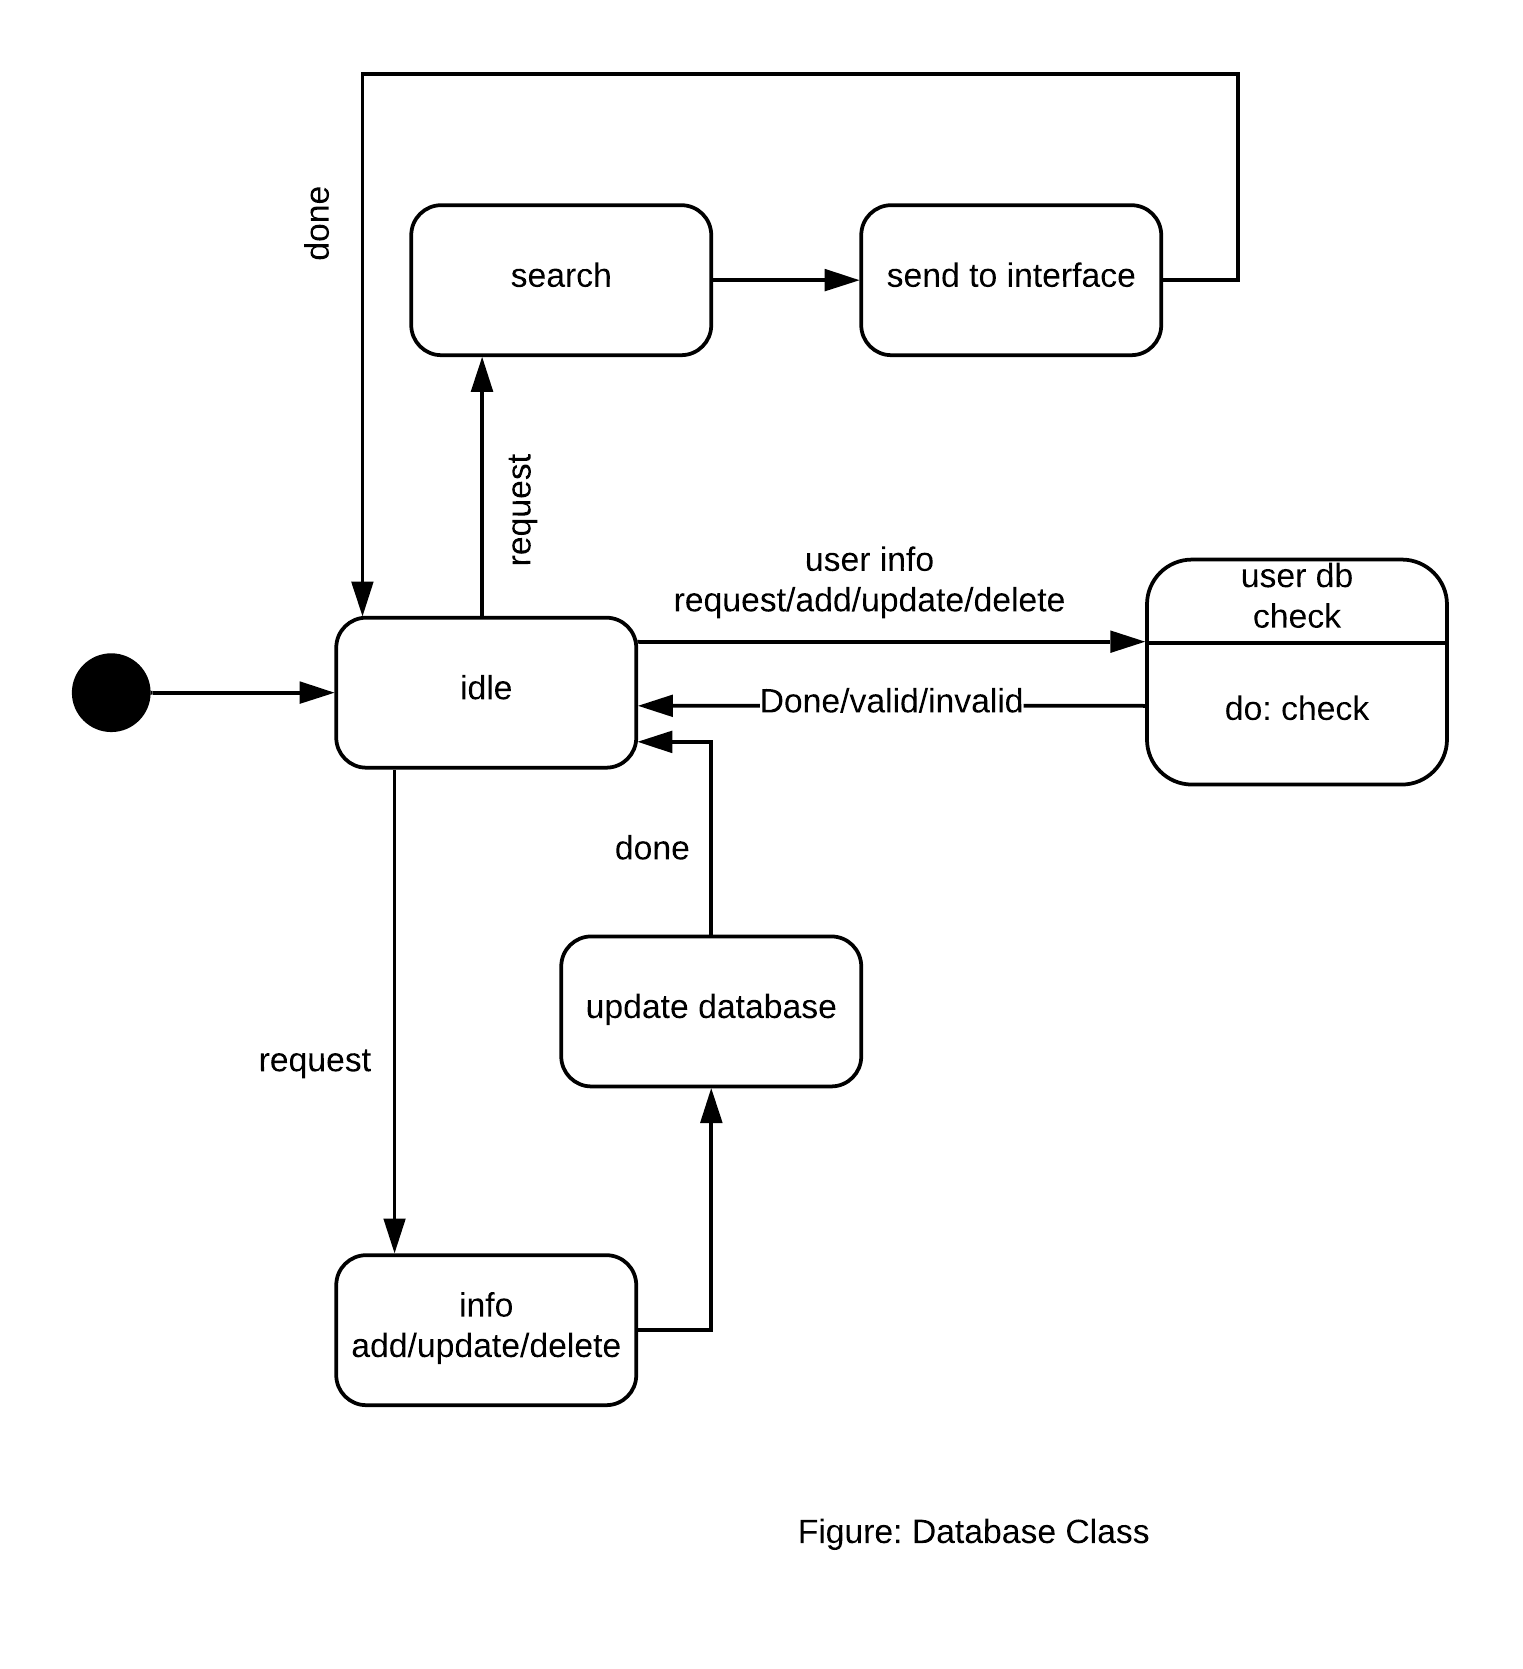 done
search
send to interface
request
user info
request/add/update/delete
user db
check
idle
Done/valid/invalid
do: check
done
update database
request
info
add/update/delete
Figure: Database Class